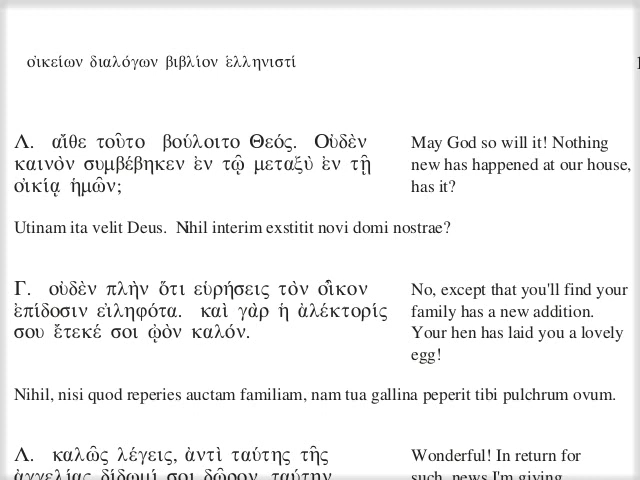 οἰκείων διαλόγων βιβλίον ἑλληνιστί
Λ. αἴθε τοῦτο βούλοιτο Θεός. Οὐδὲν
καινὸν συμβέβηκεν ἐν τῷ μεταξὺ ἐν τῇ
οἰκίᾳ ἡμῶν;
May God so will it! Nothing
new has happened at our house,
has it?
Utinam ita velit Deus. Nihil interim exstitit novi domi nostrae?
Γ. οὐδὲν πλὴν ὅτι εὑρήσεις τὸν οἶκον
ἐπίδοσιν εἰληφότα. καὶ γὰρ ἡ ἀλέκτορίς
σου ἔτεκέ σοι ᾠὸν καλόν.
No, except that you'll find your
family has a new addition.
Your hen has laid you a lovely
egg!
Nihil, nisi quod reperies auctam familiam, nam tua gallina peperit tibi pulchrum ovum.
Λ. καλῶς λέγεις, ἀντὶ ταύτης τῆς
ἀγγελίας δίδωμί σοι δῶρον, ταύτην
Wonderful! In return for
such news I'm giving